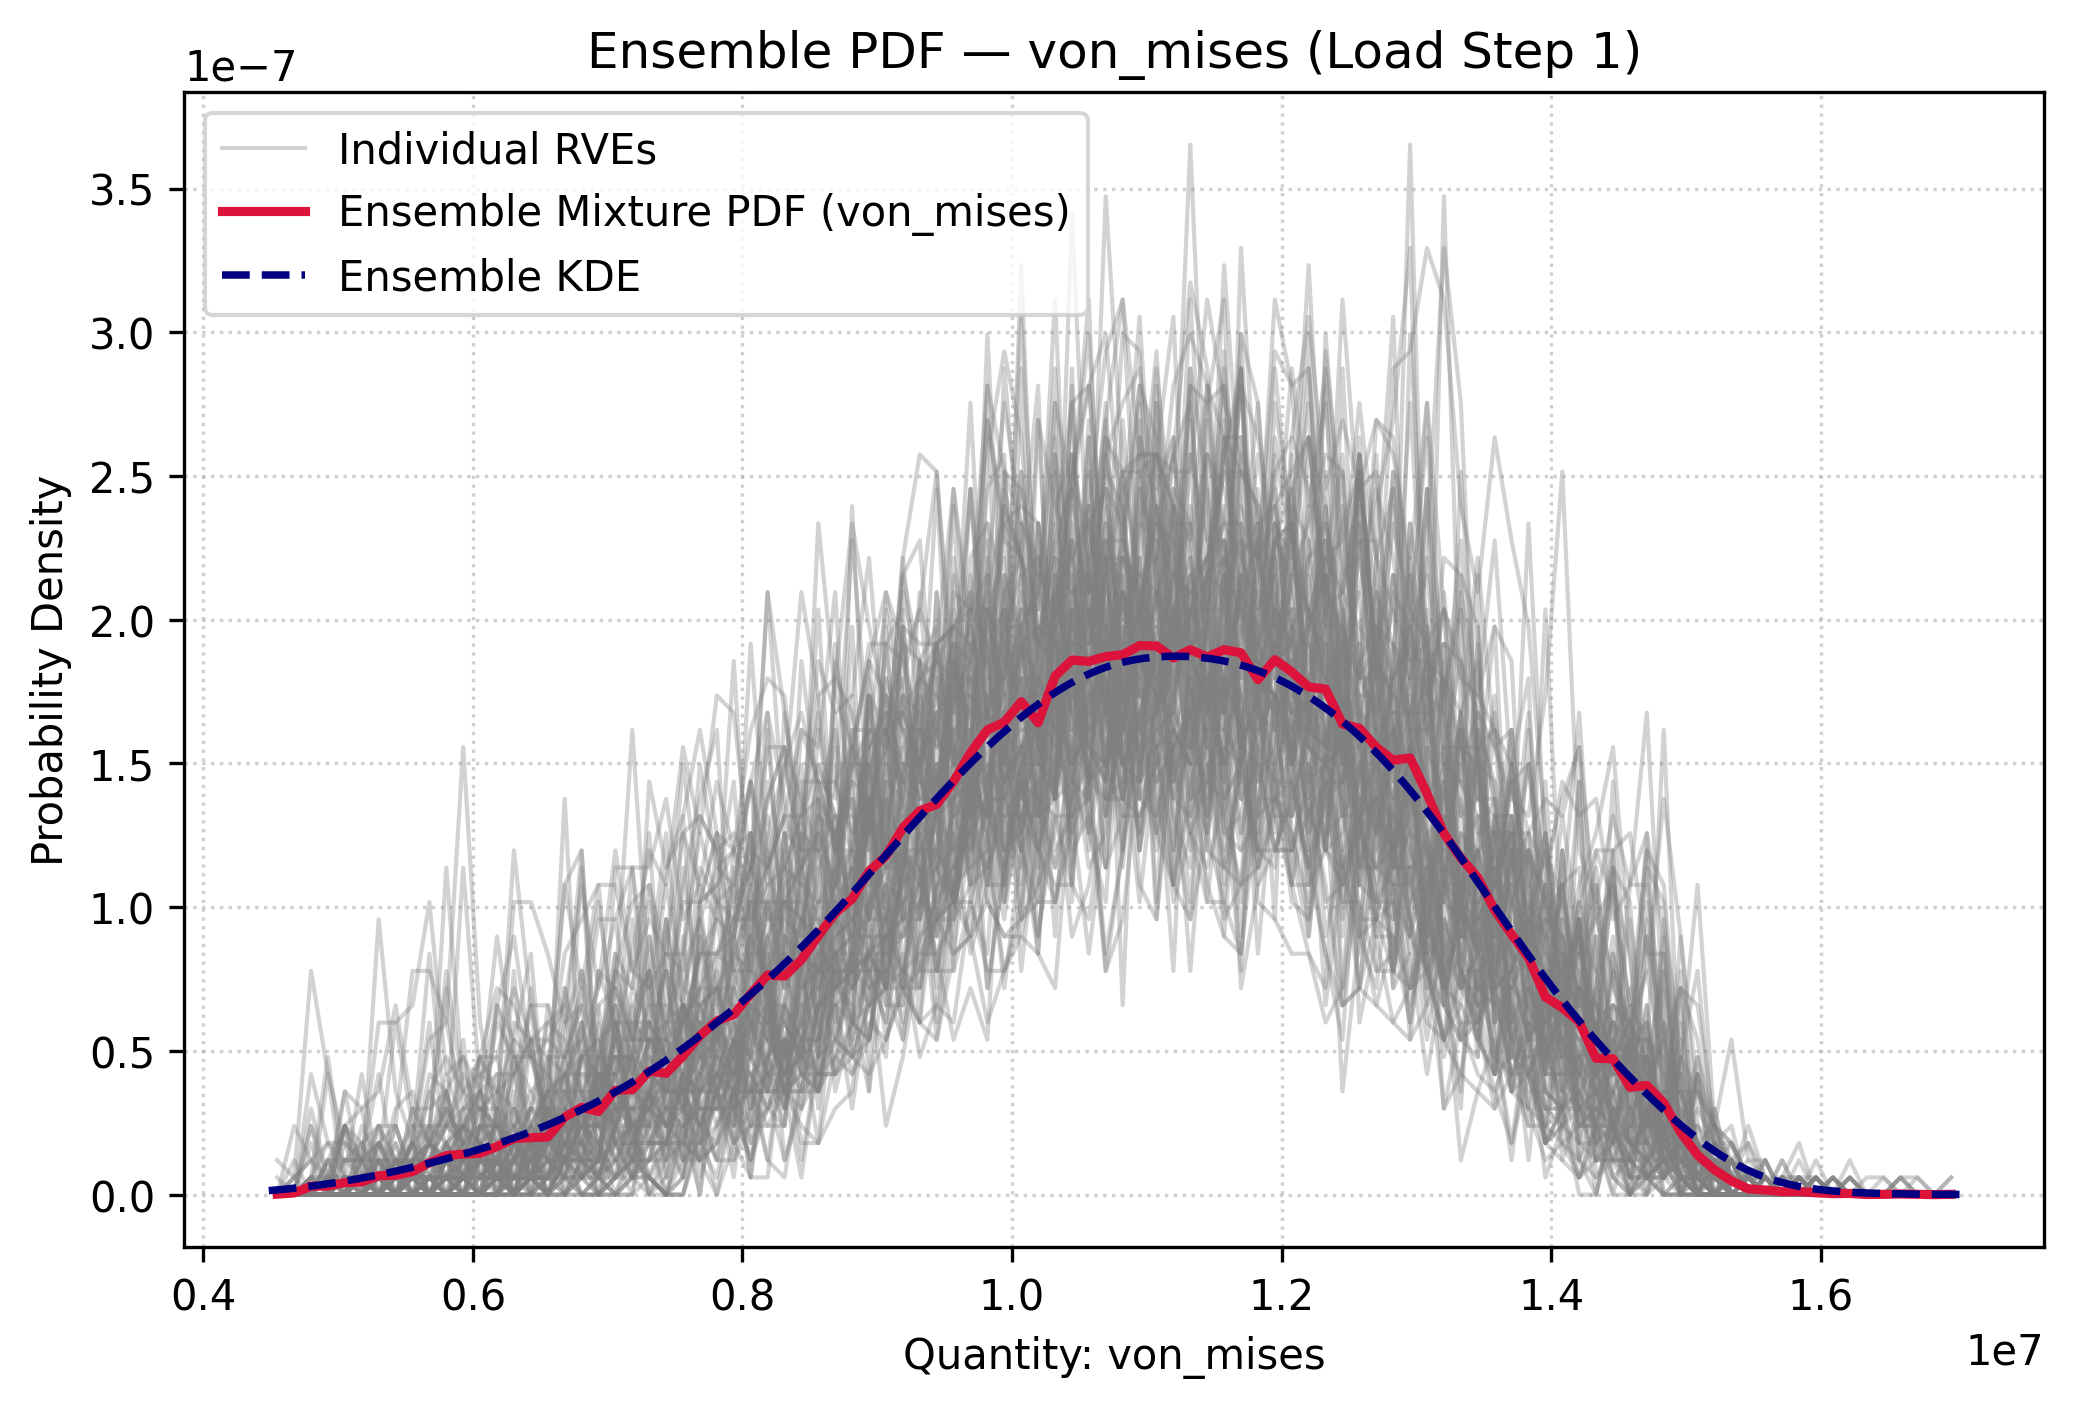 Ensemble PDF — von_mises (Load Step 1)
1e−7
Individual RVEs
Ensemble Mixture PDF (von_mises)
Ensemble KDE
3.5
3.0
2.5
2.0
1.5
1.0
0.5
0.0
Probability Density
0.4 0.6 0.8 1.0 1.2 1.4 1.6
1e7
Quantity: von_mises